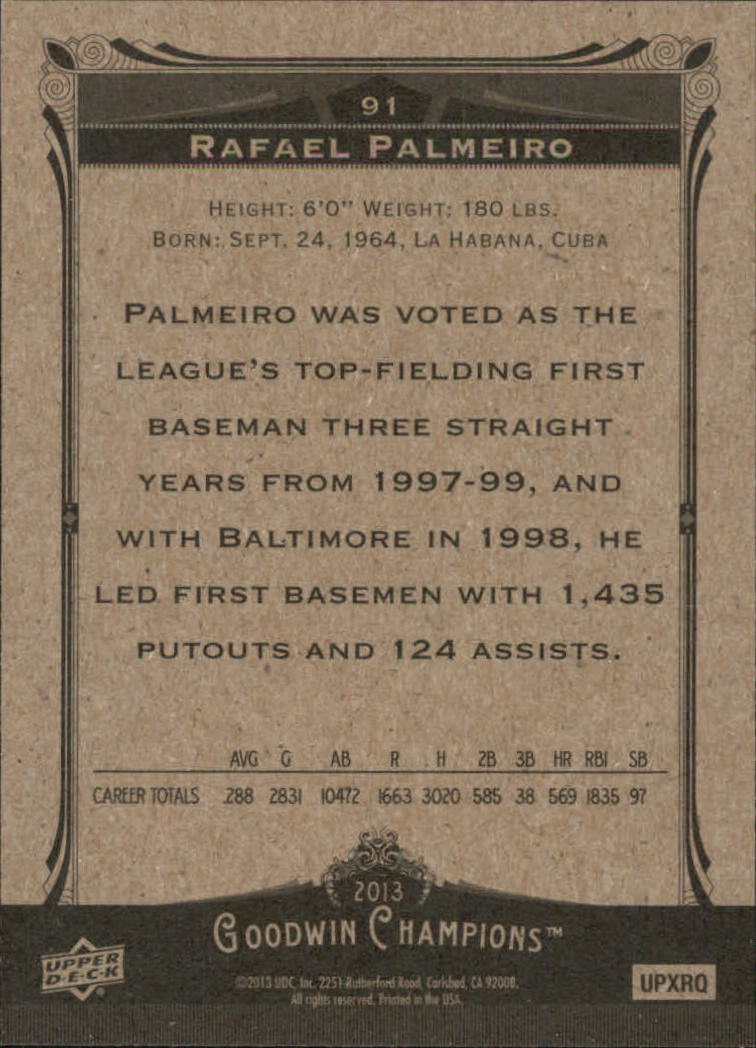 91
RAFAEL PALMEIRO
HEIGHT: 6'0" WEIGHT: 180 LBS.
BORN: SEPT. 24, 1964, LA HABANA, CUBA
PALMEIRO WAS VOTED AS THE
LEAGUE'S TOP-FIELDING FIRST
BASEMAN THREE STRAIGHT
YEARS FROM 1997-99, AND
WITH BALTIMORE IN 1998, HE
LED FIRST BASEMEN WITH 1,435
PUTOUTS AND 124 ASSISTS.
AVG G AB R H 2B 3B HR RBI SB
CAREER TOTALS .288 2831 10472 1663 3020 585 38 569 1835 97
2013
GOODWIN CHAMPIONS™
UPPER
D·E·C·K
©2013 UDC, Inc. 2251 Rutherford Road, Carlsbad, CA 92008.
All rights reserved. Printed in the USA.
UPXRQ